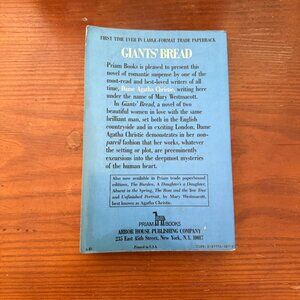 FIRST TIME EVER IN LARGE-FORMAT TRADE PAPERBACK
GIANTS' BREAD
Priam Books is pleased to present this
novel of romantic suspense by one of the
most-read and best-loved writers of all
time, Dame Agatha Christie, writing here
under the name of Mary Westmacott.
In Giants' Bread, a novel of two
beautiful women in love with the same
brilliant man, set both in the English
countryside and in exciting London, Dame
Agatha Christie demonstrates in her non-
pareil fashion that her works, whatever
the setting or plot, are preeminently
excursions into the deepmost mysteries
of the human heart.
Also now available in Priam trade paperbound
editions, The Burden, A Daughter's a Daughter,
Absent in the Spring, The Rose and the Yew Tree
and Unfinished Portrait, by Mary Westmacott,
best known as Agatha Christie.
PRIAM BOOKS
ARBOR HOUSE PUBLISHING COMPANY
235 East 45th Street, New York, N.Y. 10017
Printed in U.S.A.